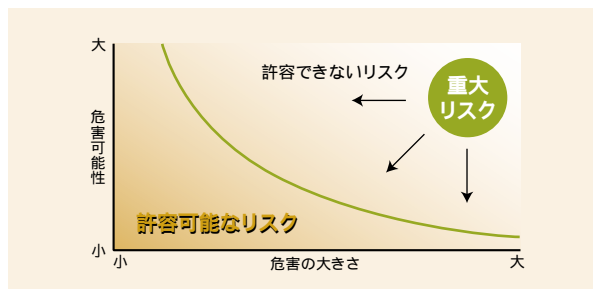 大
許容できないリスク
重大
リスク
危害可能性
許容可能なリスク
小
小
危害の大きさ
大